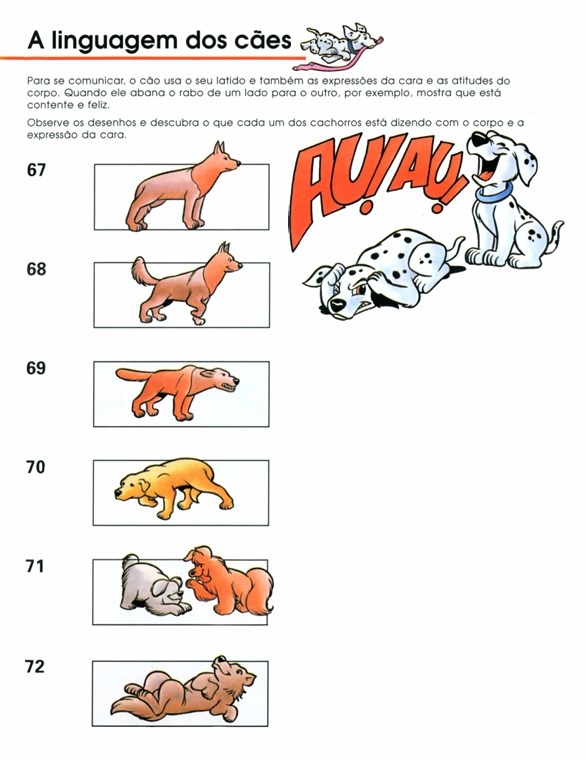 A linguagem dos cães
Para se comunicar, o cão usa o seu latido e também as expressões da cara e as atitudes do
corpo. Quando ele abana o rabo de um lado para o outro, por exemplo, mostra que está
contente e feliz.
Observe os desenhos e descubra o que cada um dos cachorros está dizendo com o corpo e a
expressão da cara.
67
AU! AU!
68
69
70
71
72